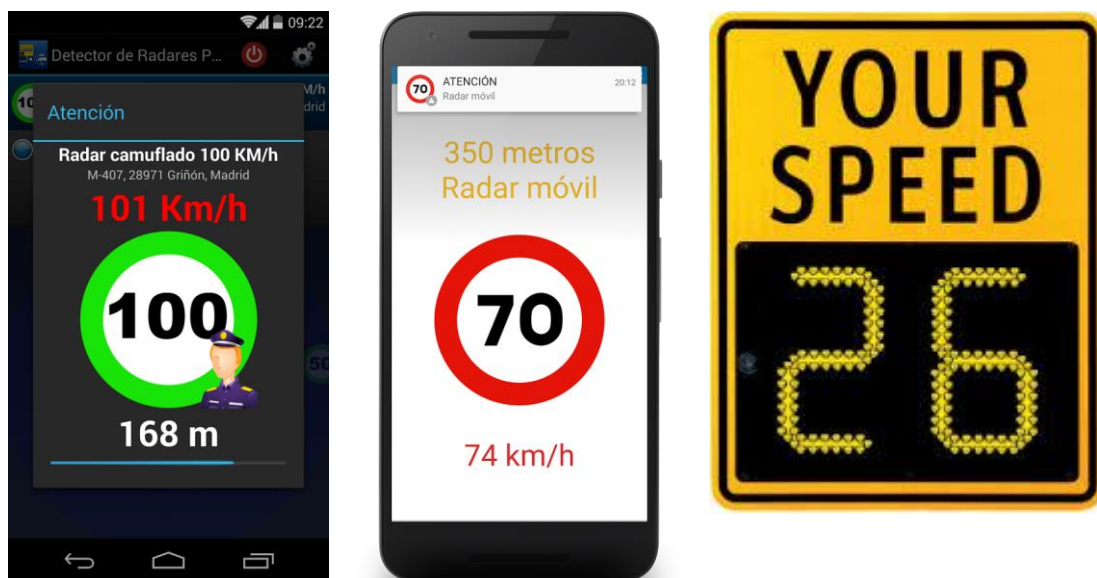 09:22
Detector de Radares P...
Atención
Radar camuflado 100 KM/h
M-407, 28971 Griñón, Madrid
101 Km/h
100
168 m
70
ATENCIÓN
20:12
Radar móvil
350 metros
Radar móvil
70
74 km/h
YOUR
SPEED
26